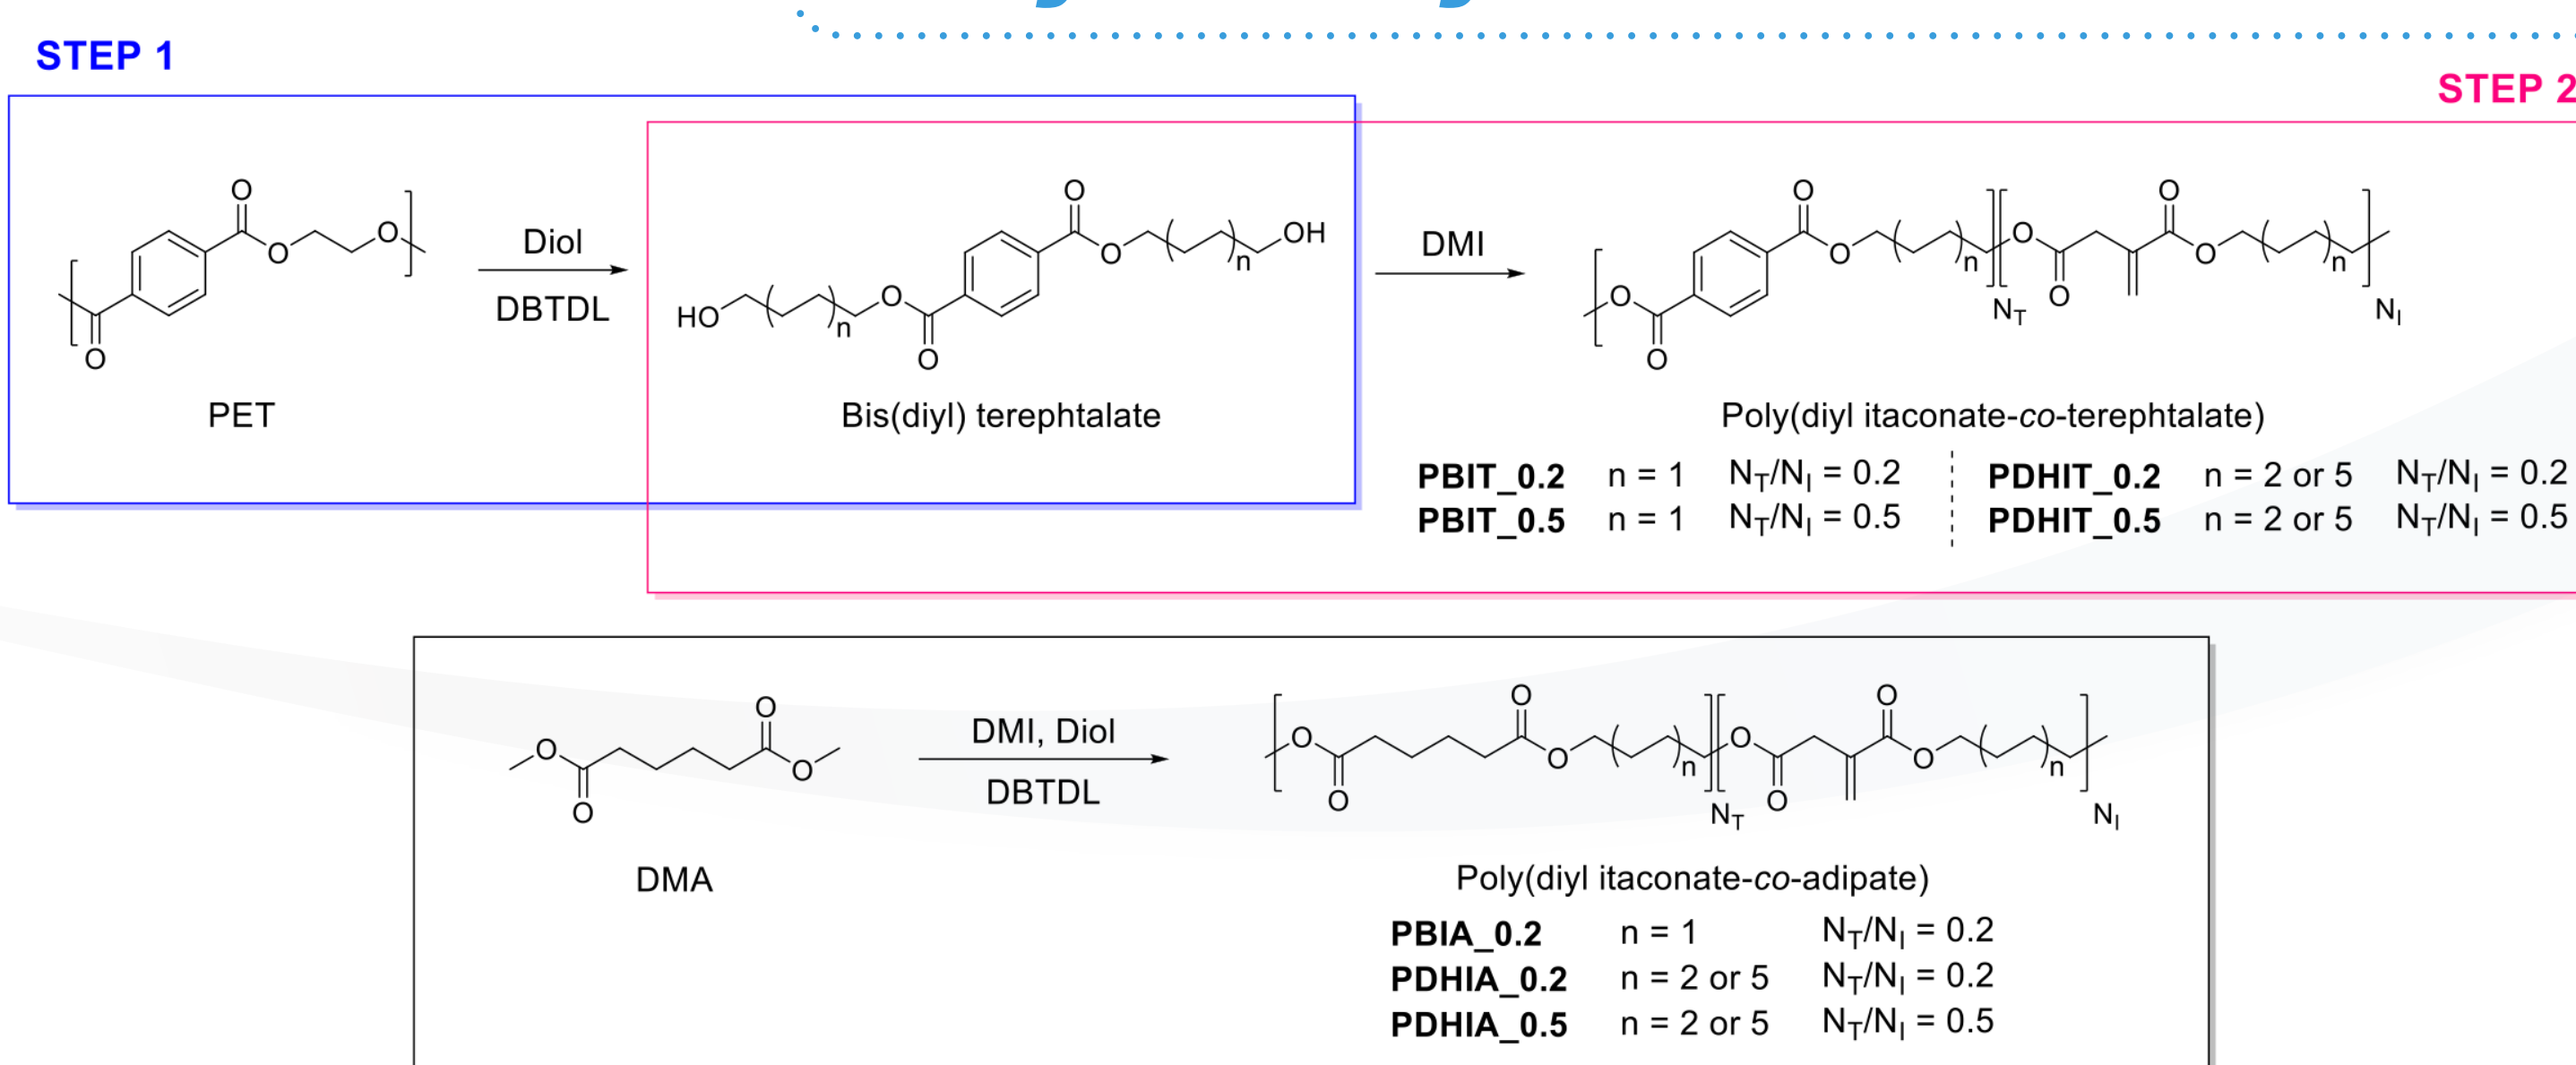 STEP 1
STEP 2
O
O
O
O
Diol
DBTDL
PET
O
O
OH
n
HO
n
O
O
Bis(diyl) terephtalate
DMI
O
O
O
O
n
N_T
O
O
O
O
n
N_I
Poly(diyl itaconate-co-terephtalate)
PBIT_0.2 n = 1 N_T/N_I = 0.2 PDHIT_0.2 n = 2 or 5 N_T/N_I = 0.2
PBIT_0.5 n = 1 N_T/N_I = 0.5 PDHIT_0.5 n = 2 or 5 N_T/N_I = 0.5
O
O
O
O
DMA
DMI, Diol
DBTDL
O
O
O
O
n
N_T
O
O
O
O
n
N_I
Poly(diyl itaconate-co-adipate)
PBIA_0.2 n = 1 N_T/N_I = 0.2
PDHIA_0.2 n = 2 or 5 N_T/N_I = 0.2
PDHIA_0.5 n = 2 or 5 N_T/N_I = 0.5